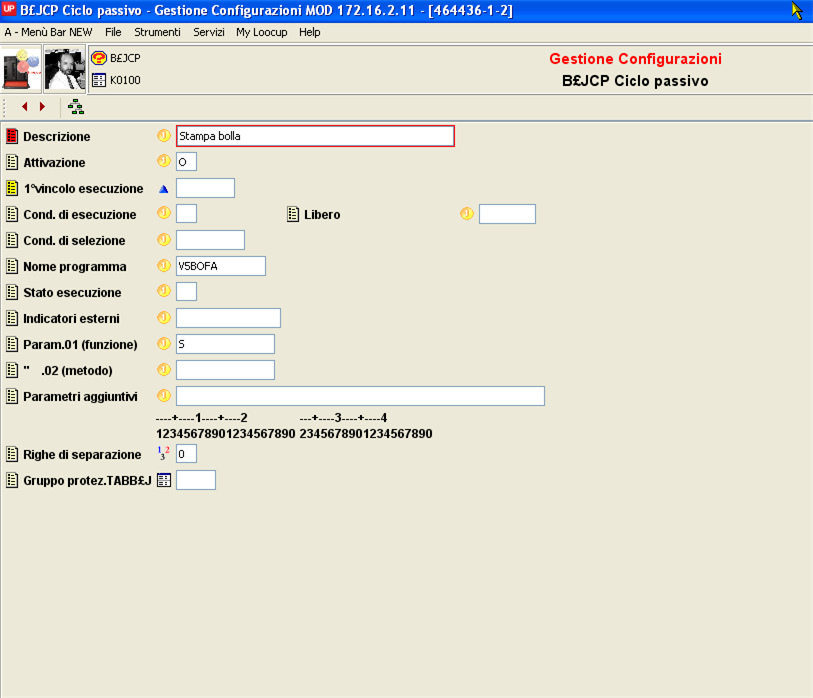 UP B£JCP Ciclo passivo - Gestione Configurazioni MOD 172.16.2.11 - [464436-1-2]
A - Menù Bar NEW File Strumenti Servizi My Loocup Help
B£JCP
K0100
Gestione Configurazioni
B£JCP Ciclo passivo
Descrizione Stampa bolla
Attivazione O
1°vincolo esecuzione
Cond. di esecuzione Libero
Cond. di selezione
Nome programma V5BOFA
Stato esecuzione
Indicatori esterni
Param.01 (funzione) S
" .02 (metodo)
Parametri aggiuntivi
----+----1----+----2 ---+----3----+----4
12345678901234567890 2345678901234567890
Righe di separazione 1 2 3 0
Gruppo protez.TABB£J